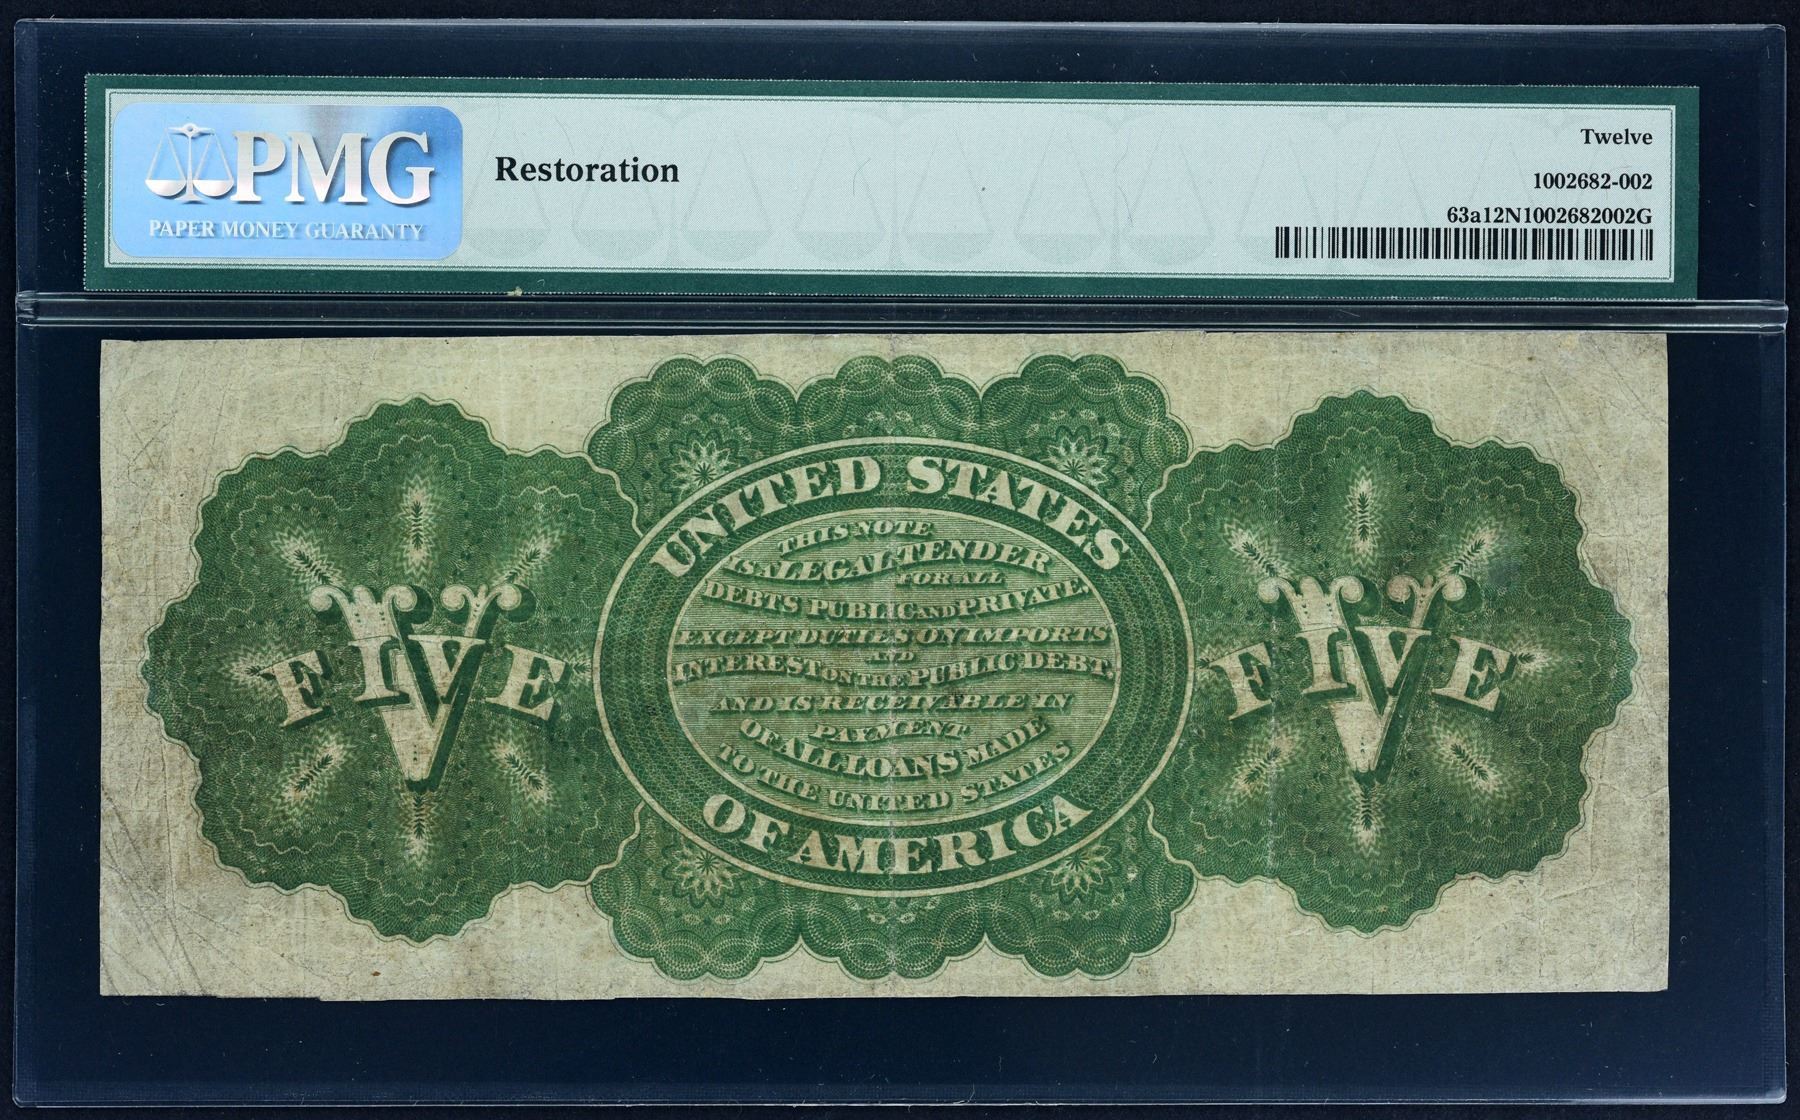 PMG
PAPER MONEY GUARANTY
Restoration
Twelve
1002682-002
63a12N1002682002G
UNITED STATES
THIS NOTE
IS A LEGAL TENDER
FOR ALL
DEBTS PUBLIC AND PRIVATE,
EXCEPT DUTIES ON IMPORTS
AND
INTEREST ON THE PUBLIC DEBT,
AND IS RECEIVABLE IN
PAYMENT
OF ALL LOANS MADE
TO THE UNITED STATES
OF AMERICA
V
FIVE
V
FIVE